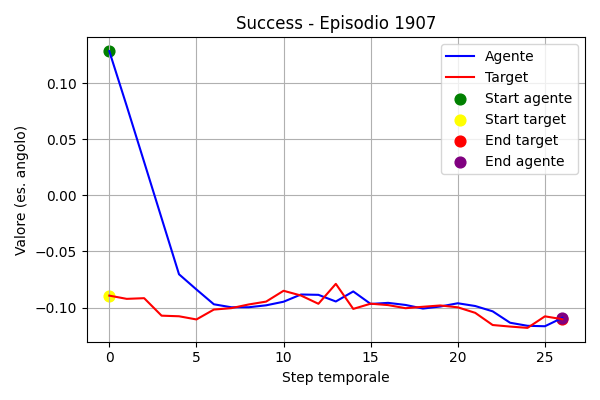 Success - Episodio 1907
Valore (es. angolo)
0.10
0.05
0.00
−0.05
−0.10
0
5
10
15
20
25
Step temporale
Agente
Target
Start agente
Start target
End target
End agente